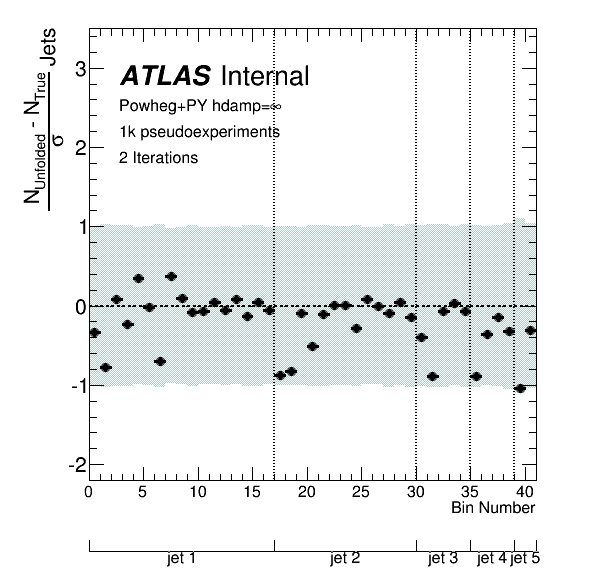 N_Unfolded - N_True
σ
Jets
ATLAS Internal
Powheg+PY hdamp=∞
1k pseudoexperiments
2 Iterations
3
2
1
0
-1
-2
0 5 10 15 20 25 30 35 40
Bin Number
jet 1 jet 2 jet 3 jet 4 jet 5